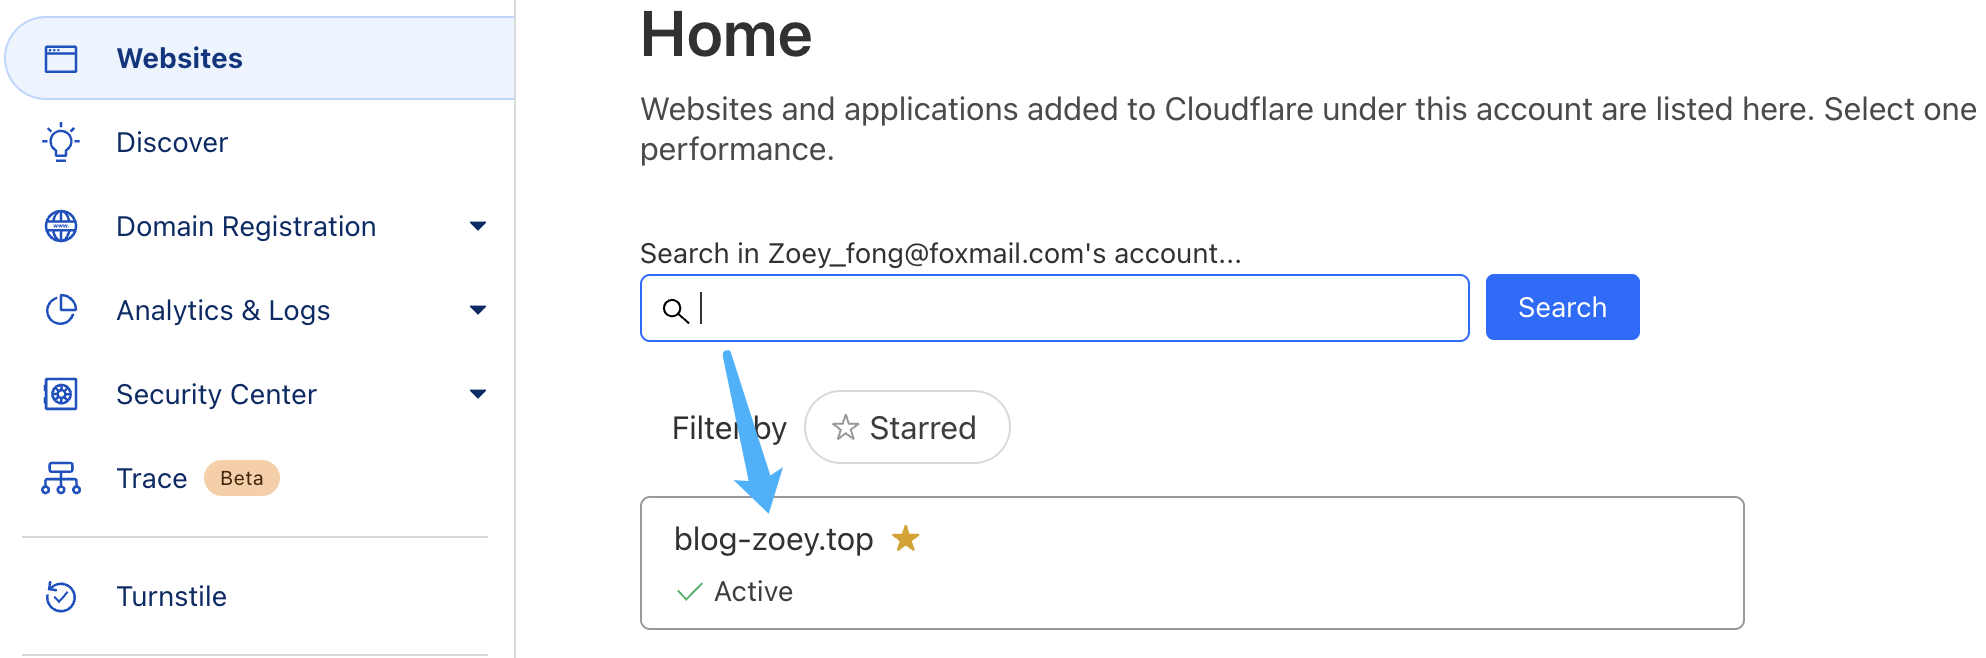 Websites
Discover
Domain Registration
Analytics & Logs
Security Center
Trace Beta
Turnstile
Home
Websites and applications added to Cloudflare under this account are listed here. Select one
performance.
Search in Zoey_fong@foxmail.com's account...
Search
Filter by Starred
blog-zoey.top
Active